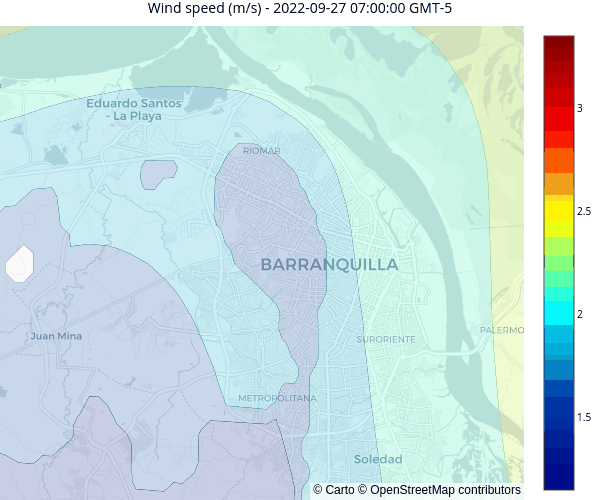 Wind speed (m/s) - 2022-09-27 07:00:00 GMT-5
Eduardo Santos
- La Playa
RIOMAR
BARRANQUILLA
Juan Mina
SURORIENTE
PALERMO
METROPOLITANA
Soledad
3
2.5
2
1.5
© Carto © OpenStreetMap contributors